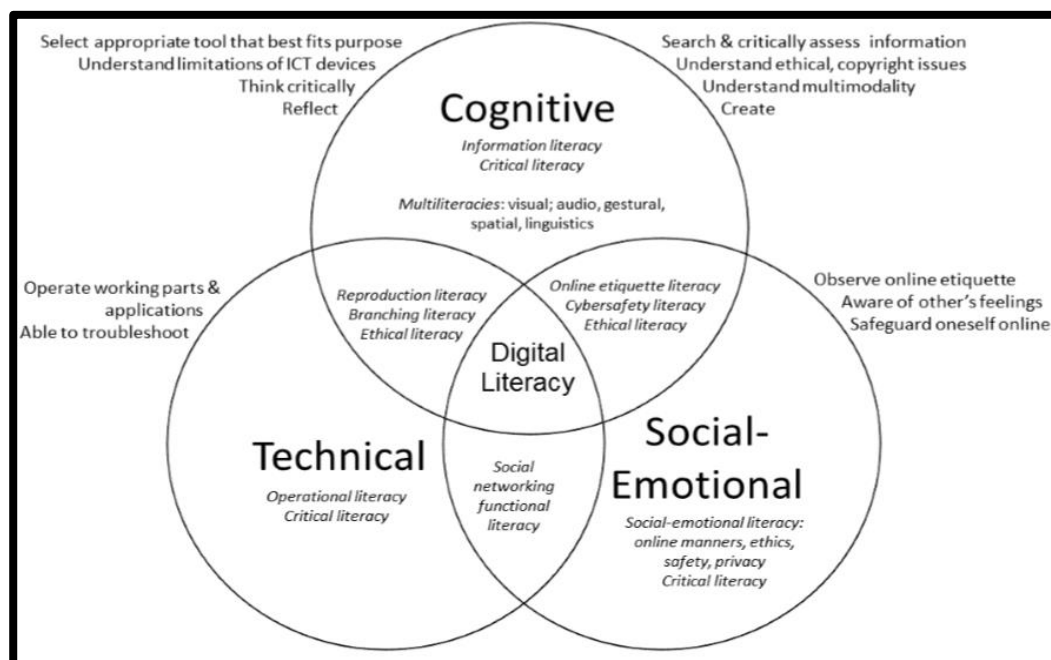 Select appropriate tool that best fits purpose
Understand limitations of ICT devices
Think critically
Reflect
Search & critically assess information
Understand ethical, copyright issues
Understand multimodality
Create
Cognitive
Information literacy
Critical literacy
Multiliteracies: visual; audio, gestural,
spatial, linguistics
Operate working parts &
applications
Able to troubleshoot
Reproduction literacy
Branching literacy
Ethical literacy
Online etiquette literacy
Cybersafety literacy
Ethical literacy
Observe online etiquette
Aware of other's feelings
Safeguard oneself online
Digital
Literacy
Technical
Operational literacy
Critical literacy
Social
networking
functional
literacy
Social-
Emotional
Social-emotional literacy:
online manners, ethics,
safety, privacy
Critical literacy